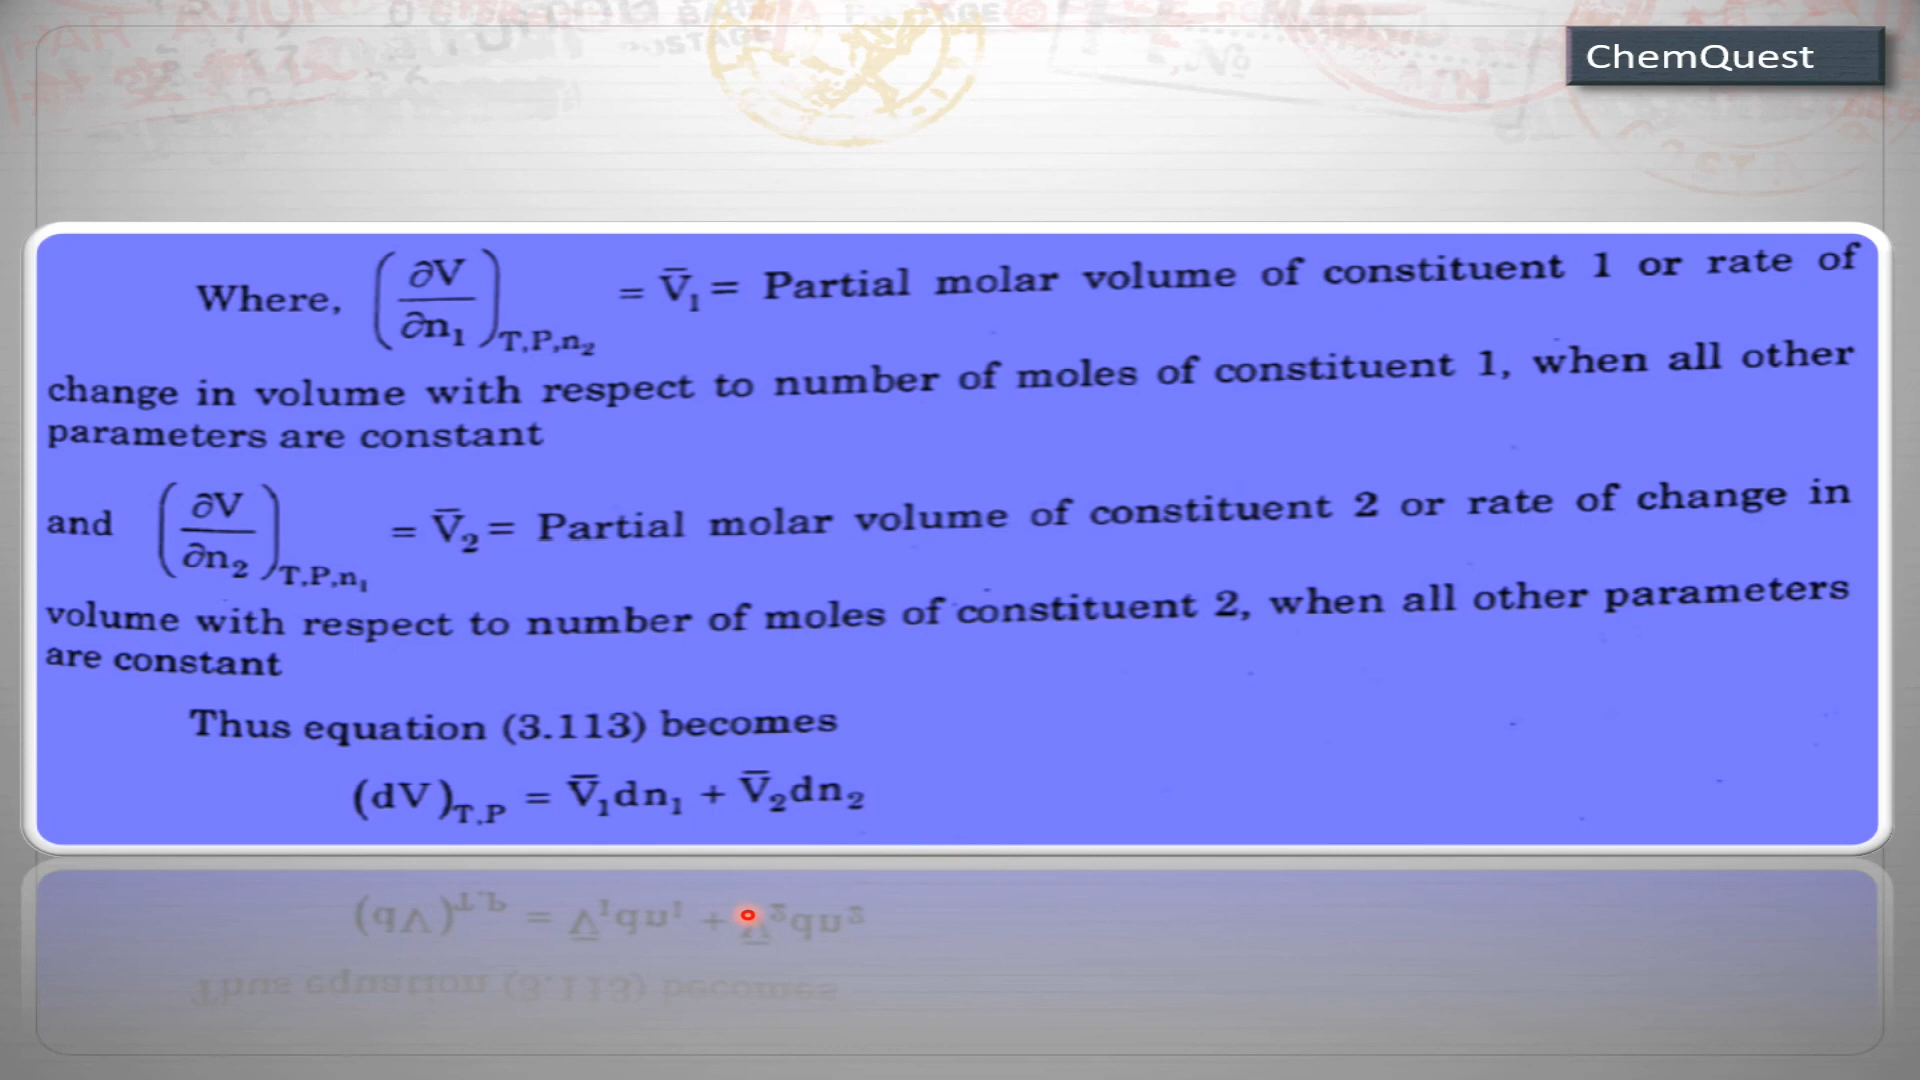 ChemQuest
Where, (∂V/∂n₁)T,P,n₂ = V̄₁ = Partial molar volume of constituent 1 or rate of
change in volume with respect to number of moles of constituent 1, when all other
parameters are constant
and (∂V/∂n₂)T,P,n₁ = V̄₂ = Partial molar volume of constituent 2 or rate of change in
volume with respect to number of moles of constituent 2, when all other parameters
are constant
Thus equation (3.113) becomes
(dV)T,P = V̄₁dn₁ + V̄₂dn₂